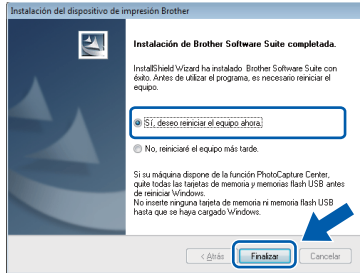 Instalación del dispositivo de impresión Brother
Instalación de Brother Software Suite completada.
InstallShield Wizard ha instalado Brother Software Suite con
éxito. Antes de utilizar el programa, es necesario reiniciar el
equipo.
Sí, deseo reiniciar el equipo ahora.
No, reiniciaré el equipo más tarde.
Si su máquina dispone de la función PhotoCapture Center,
quite todas las tarjetas de memoria y memorias flash USB antes
de reiniciar Windows.
No inserte ninguna tarjeta de memoria ni memoria flash USB
hasta que se haya cargado Windows.
< Atrás Finalizar Cancelar